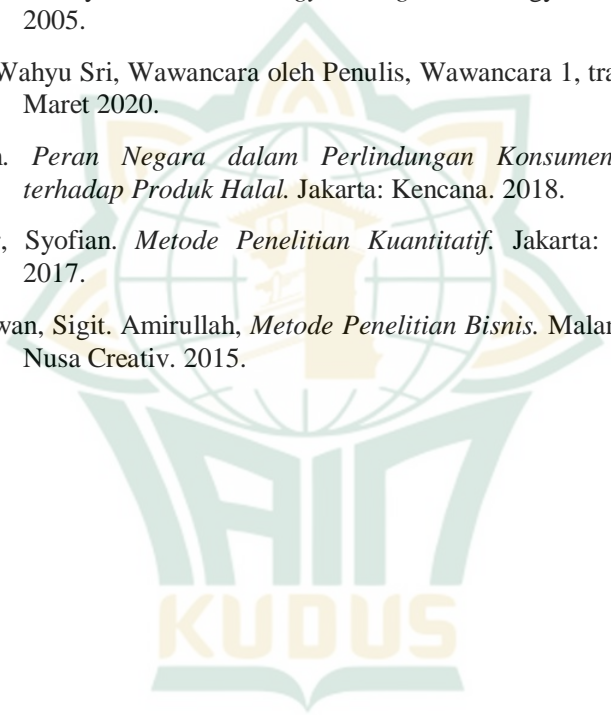 2005.
Wahyu Sri, Wawancara oleh Penulis, Wawancara 1, tra
Maret 2020.
Peran Negara dalam Perlindungan Konsumen
terhadap Produk Halal. Jakarta: Kencana. 2018.
Syofian. Metode Penelitian Kuantitatif. Jakarta:
2017.
wan, Sigit. Amirullah, Metode Penelitian Bisnis. Malan
Nusa Creativ. 2015.
IAIN
KUDUS